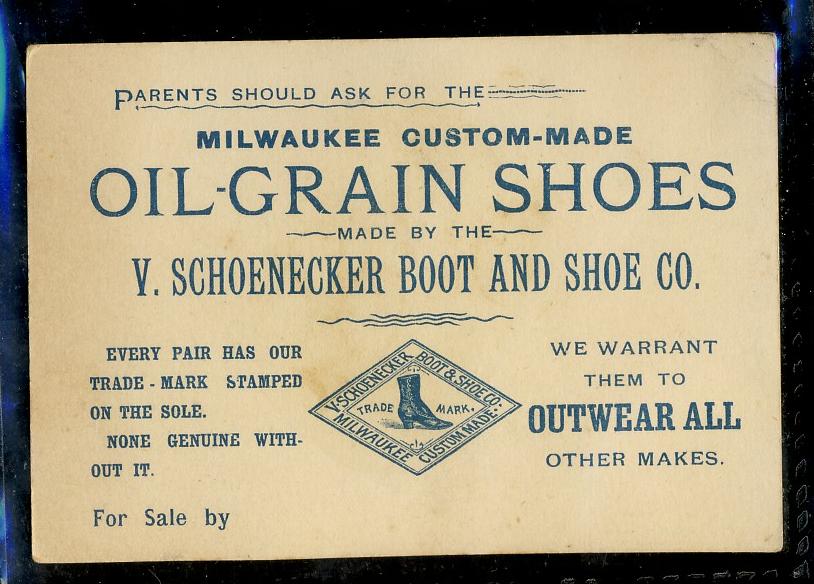 PARENTS SHOULD ASK FOR THE
MILWAUKEE CUSTOM-MADE
OIL-GRAIN SHOES
MADE BY THE
V. SCHOENECKER BOOT AND SHOE CO.
EVERY PAIR HAS OUR
TRADE-MARK STAMPED
ON THE SOLE.
NONE GENUINE WITH-
OUT IT.
V. SCHOENECKER BOOT & SHOE CO.
TRADE MARK.
MILWAUKEE CUSTOM MADE.
WE WARRANT
THEM TO
OUTWEAR ALL
OTHER MAKES.
For Sale by